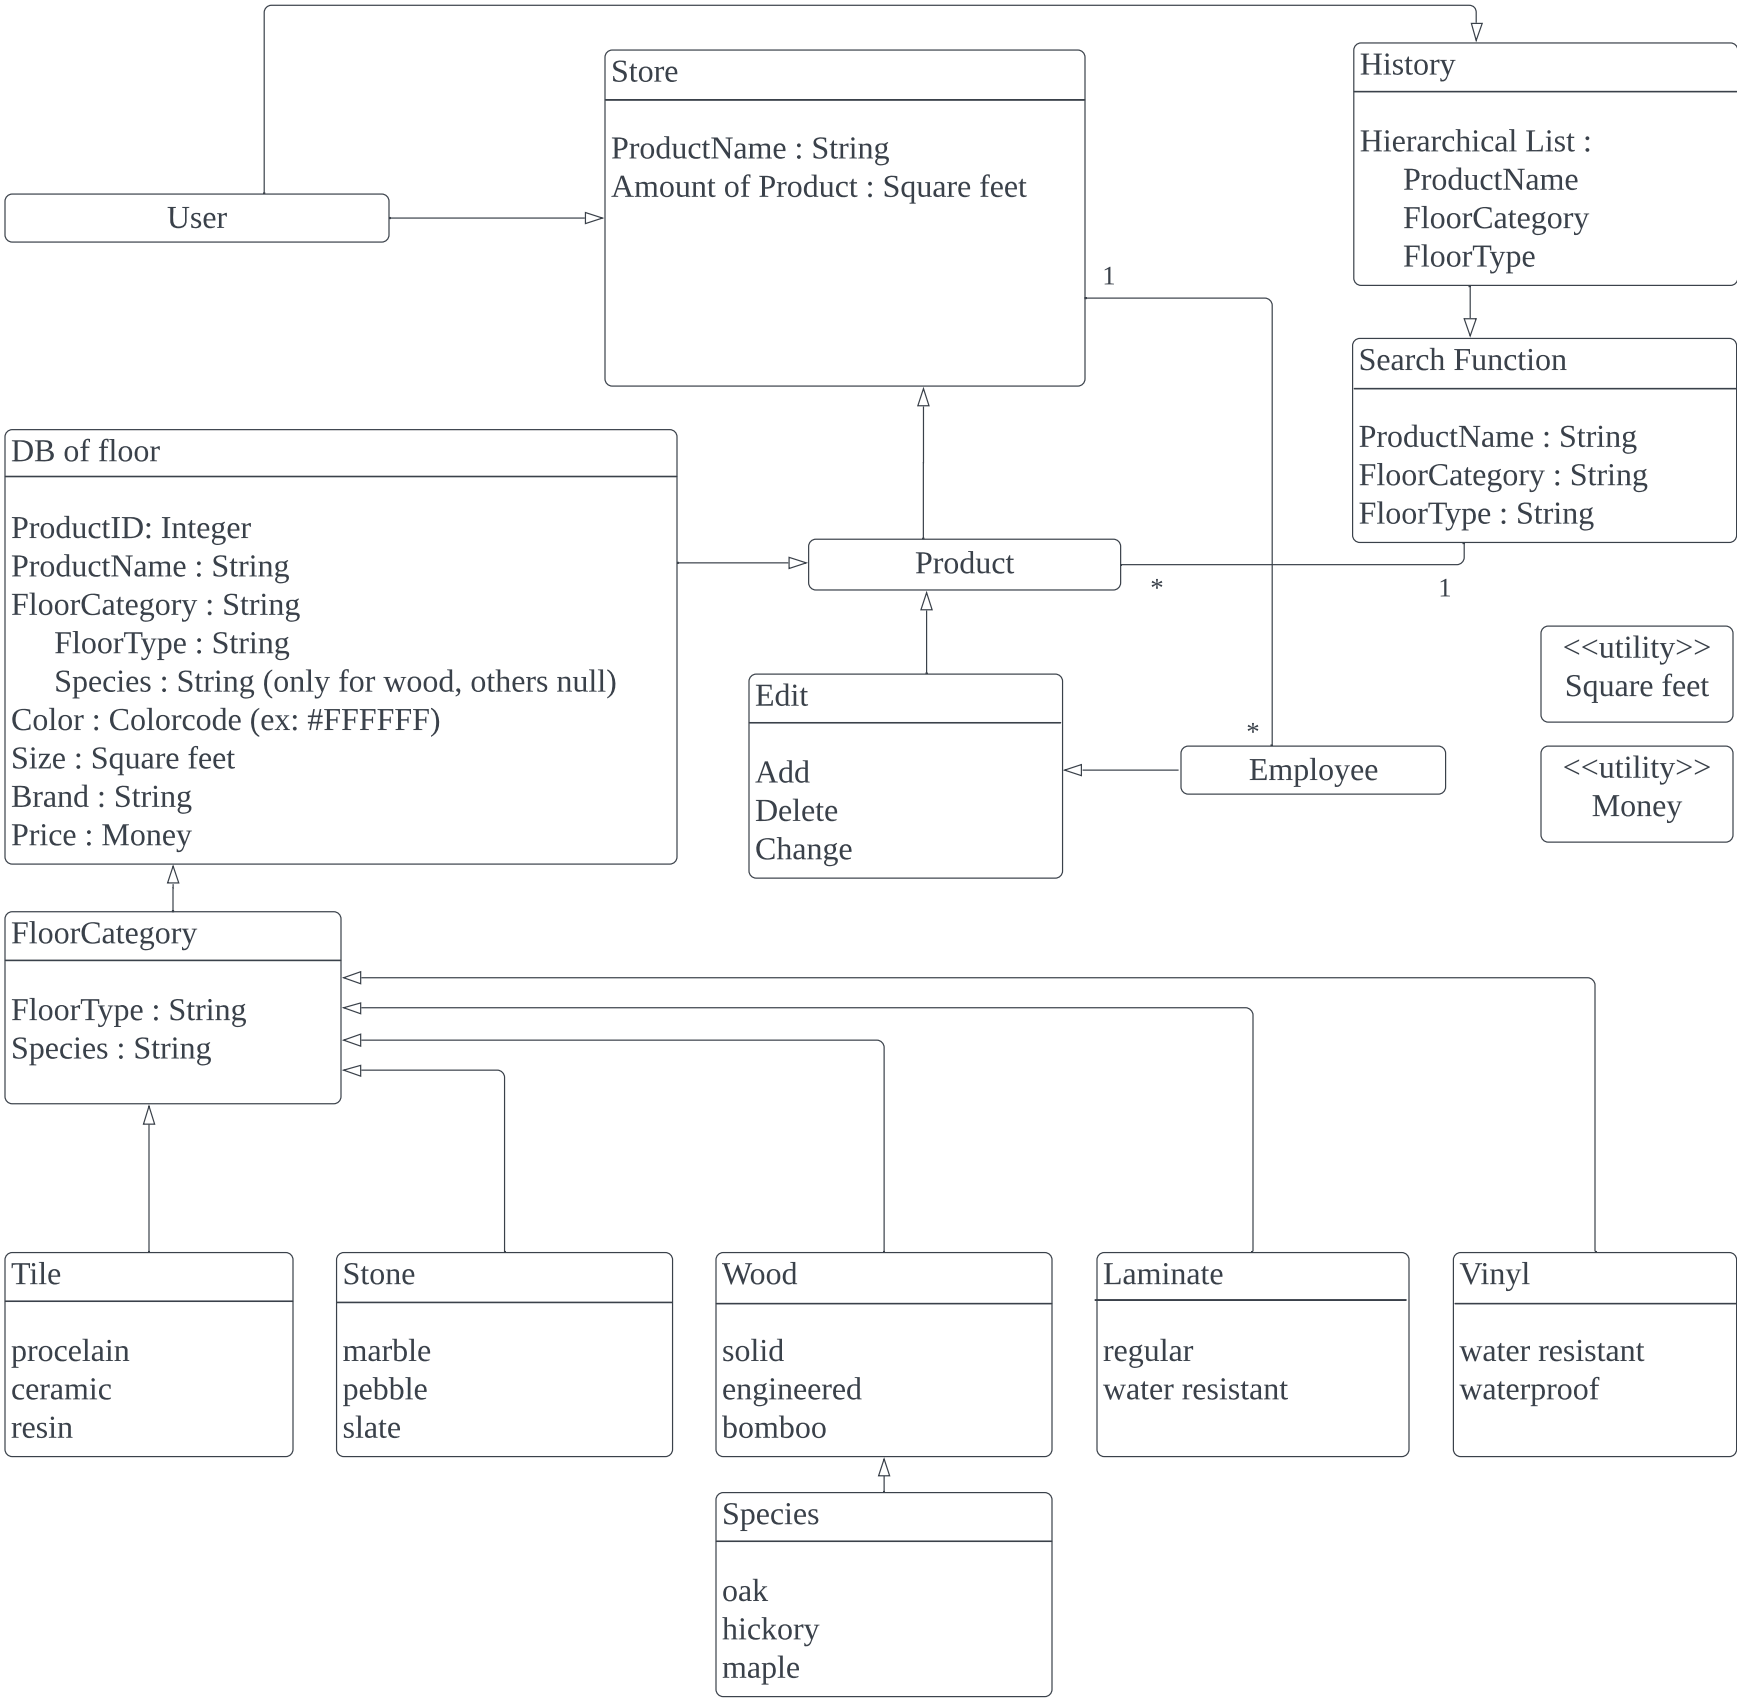 Store
ProductName : String
Amount of Product : Square feet
History
Hierarchical List :
ProductName
FloorCategory
FloorType
User
1
Search Function
ProductName : String
FloorCategory : String
FloorType : String
DB of floor
ProductID: Integer
ProductName : String
FloorCategory : String
FloorType : String
Species : String (only for wood, others null)
Color : Colorcode (ex: #FFFFFF)
Size : Square feet
Brand : String
Price : Money
Product
*
1
<<utility>>
Square feet
Edit
Add
Delete
Change
*
Employee
<<utility>>
Money
FloorCategory
FloorType : String
Species : String
Tile
procelain
ceramic
resin
Stone
marble
pebble
slate
Wood
solid
engineered
bomboo
Laminate
regular
water resistant
Vinyl
water resistant
waterproof
Species
oak
hickory
maple